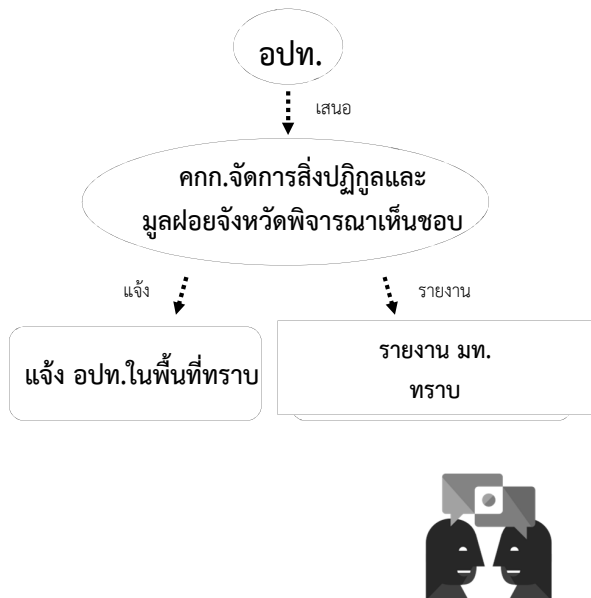 อปท.
เสนอ
คกก.จัดการสิ่งปฏิกูลและ
มูลฝอยจังหวัดพิจารณาเห็นชอบ
แจ้ง
รายงาน
แจ้ง อปท.ในพื้นที่ทราบ
รายงาน มท.
ทราบ